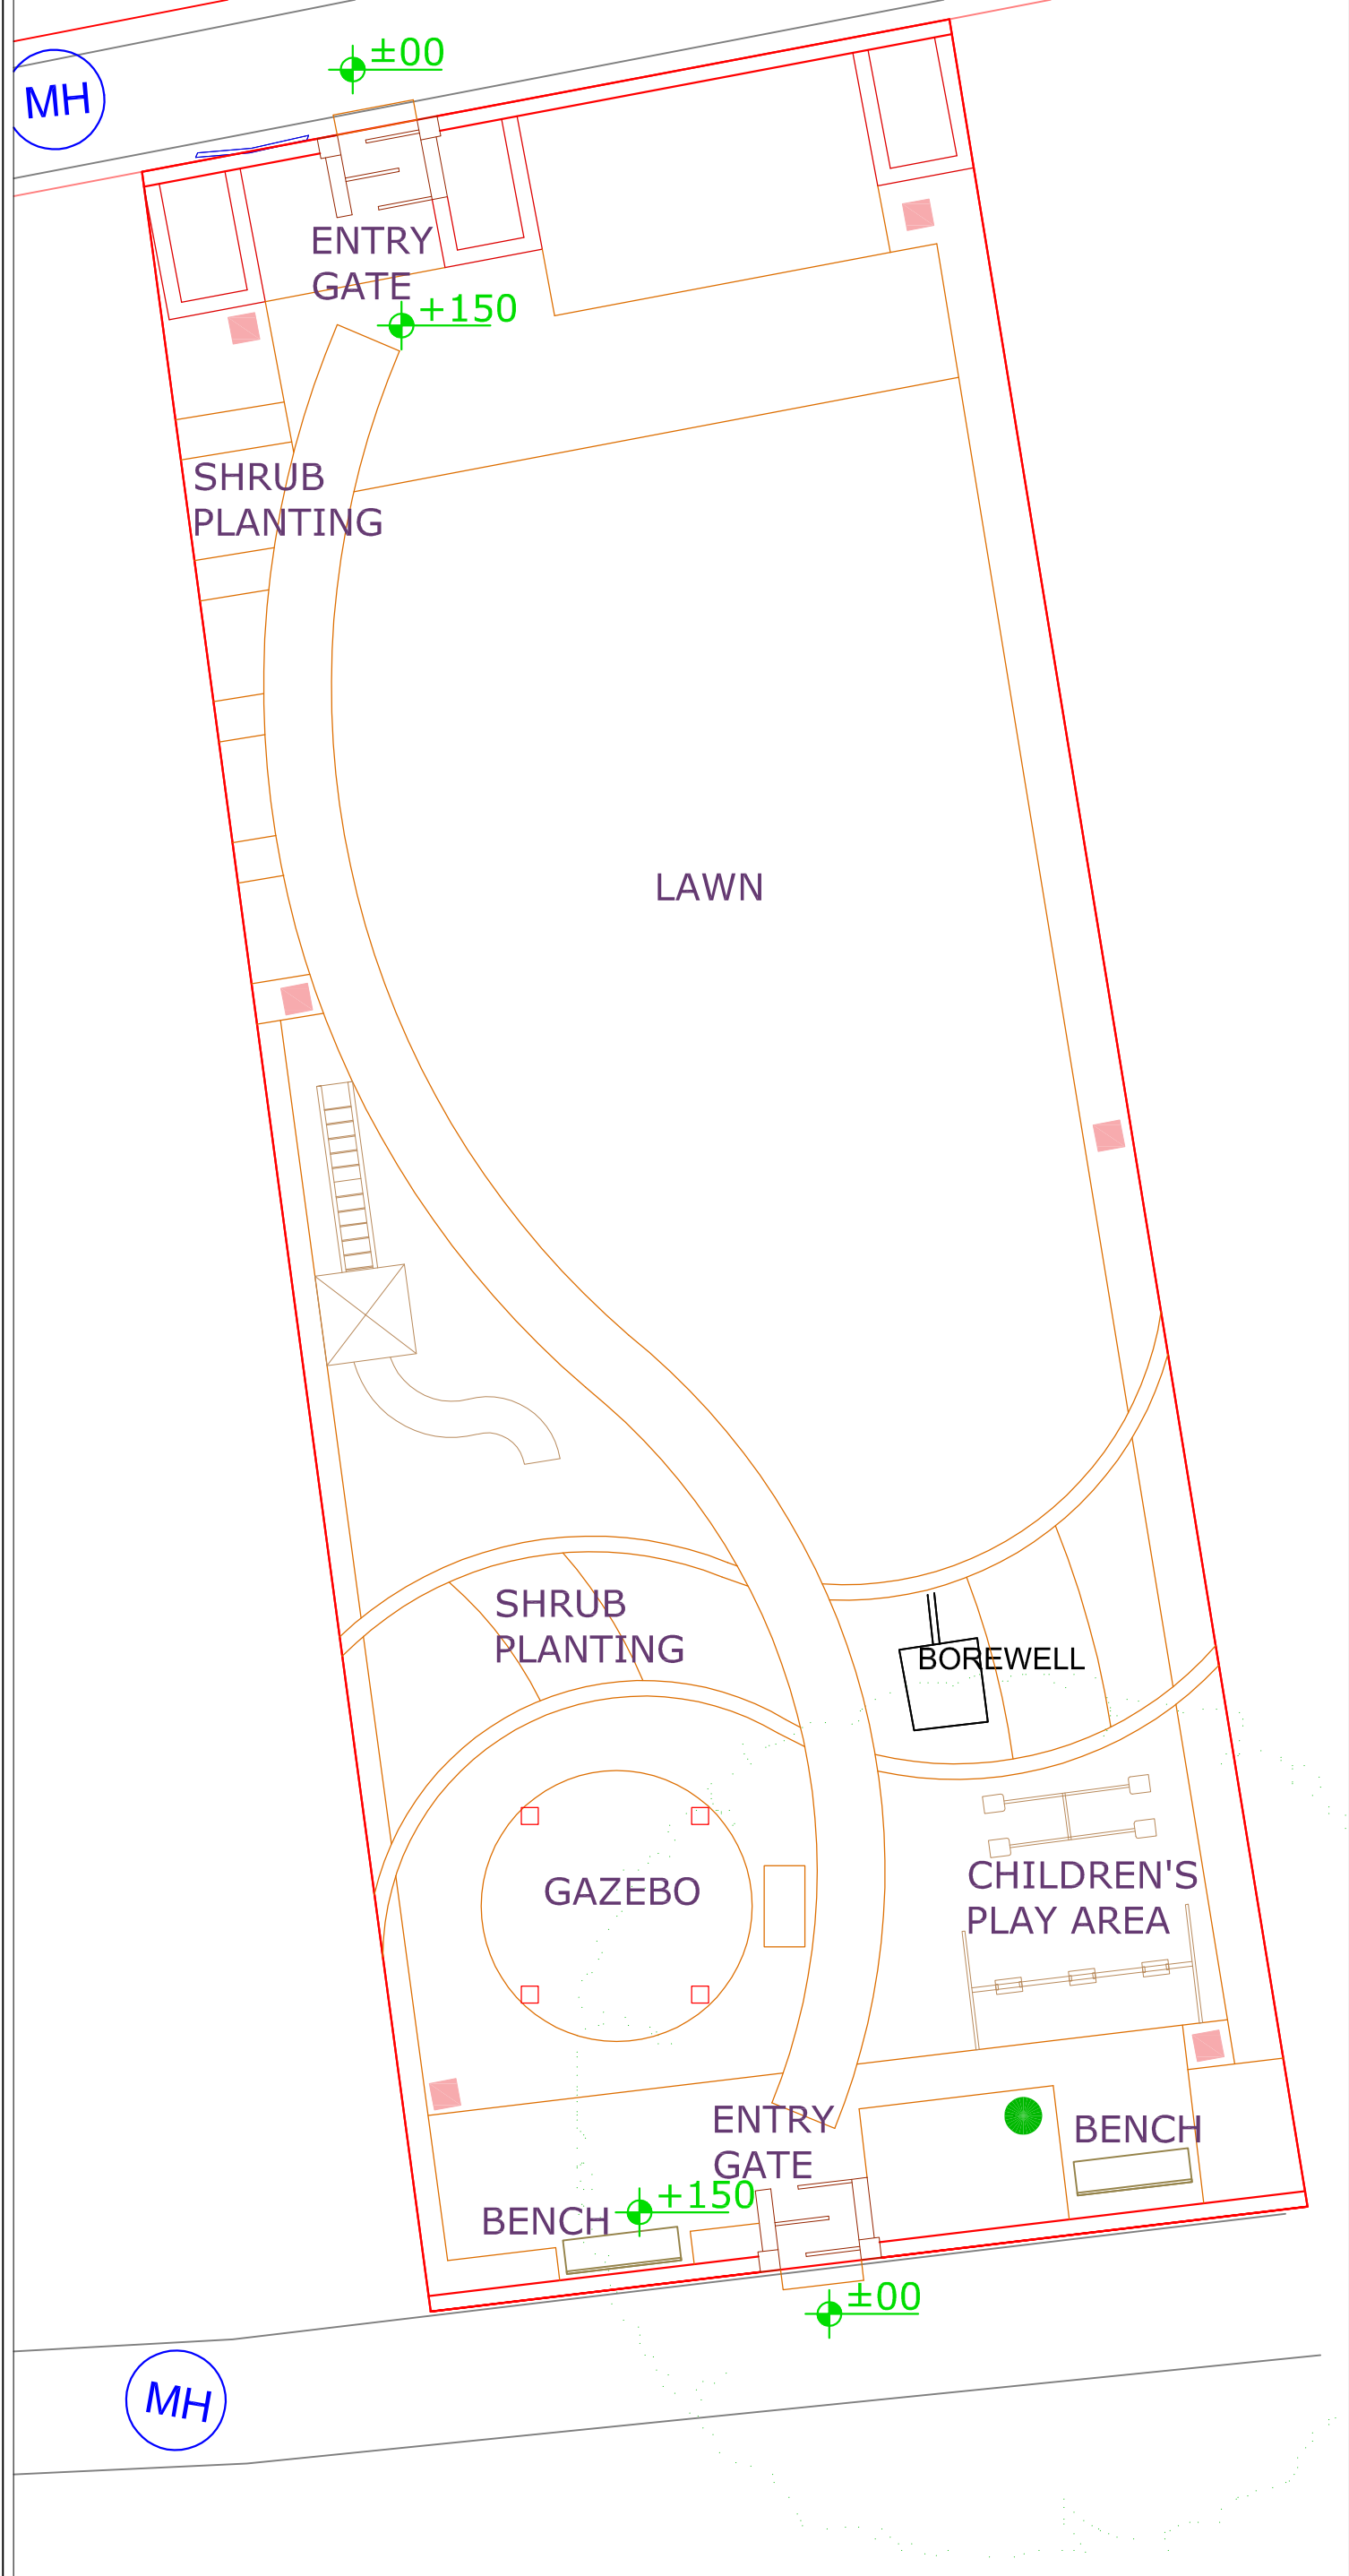 ±00
MH
ENTRY
GATE
+150
SHRUB
PLANTING
LAWN
SHRUB
PLANTING
BOREWELL
CHILDREN'S
PLAY AREA
GAZEBO
ENTRY
GATE
BENCH
+150
BENCH
±00
MH